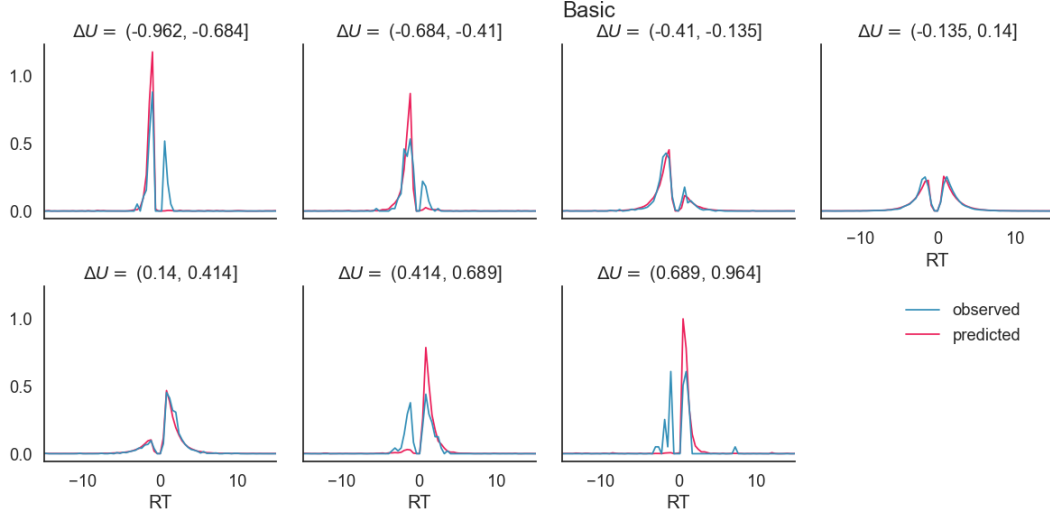 Basic
ΔU = (-0.962, -0.684]
ΔU = (-0.684, -0.41]
ΔU = (-0.41, -0.135]
ΔU = (-0.135, 0.14]
1.0
0.5
0.0
−10 0 10
RT
ΔU = (0.14, 0.414]
ΔU = (0.414, 0.689]
ΔU = (0.689, 0.964]
1.0
0.5
0.0
observed
predicted
−10 0 10
RT
−10 0 10
RT
−10 0 10
RT